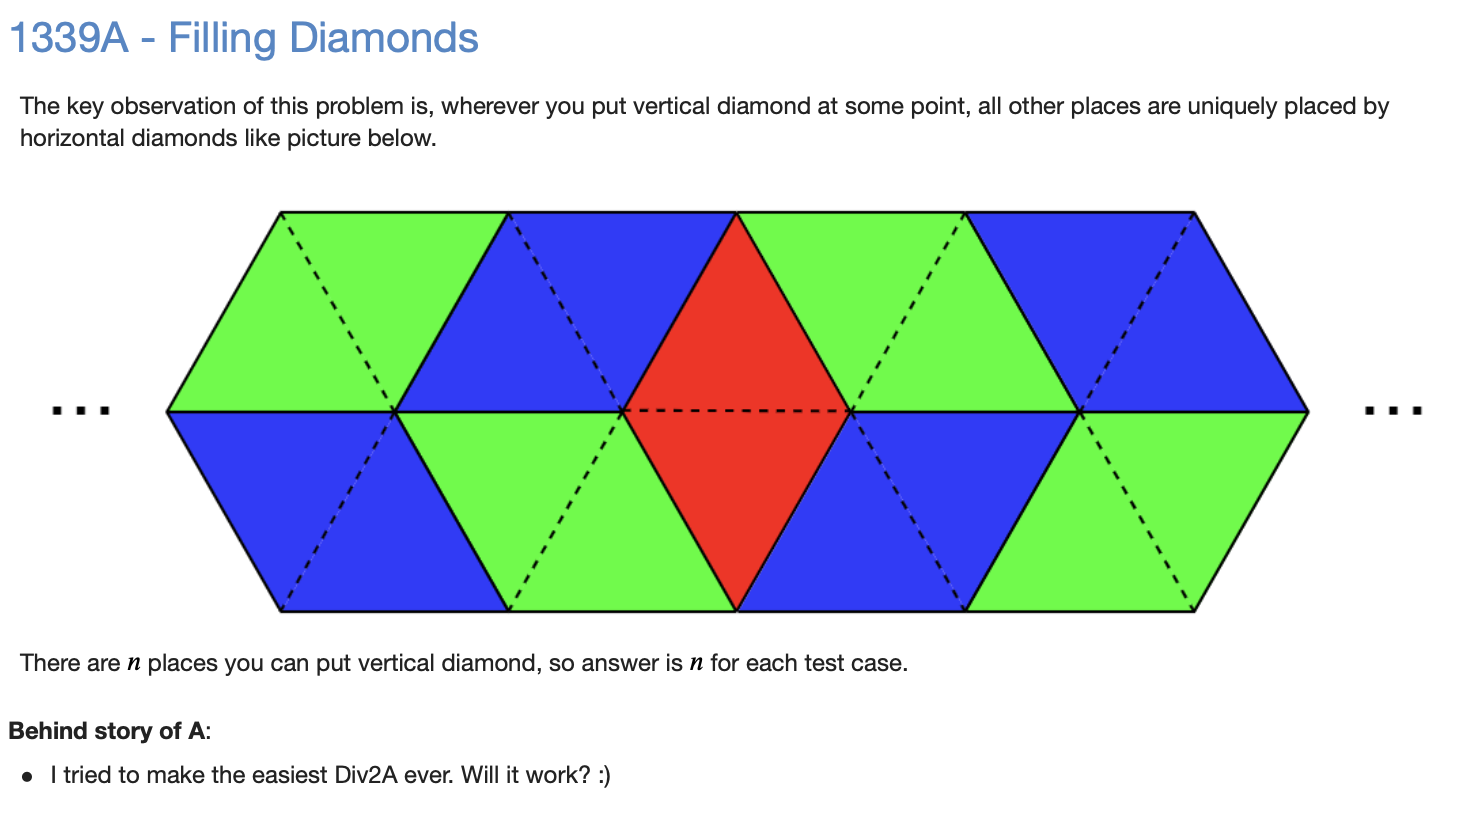 1339A - Filling Diamonds
The key observation of this problem is, wherever you put vertical diamond at some point, all other places are uniquely placed by
horizontal diamonds like picture below.
... ...
There are n places you can put vertical diamond, so answer is n for each test case.
Behind story of A:
• I tried to make the easiest Div2A ever. Will it work? :)